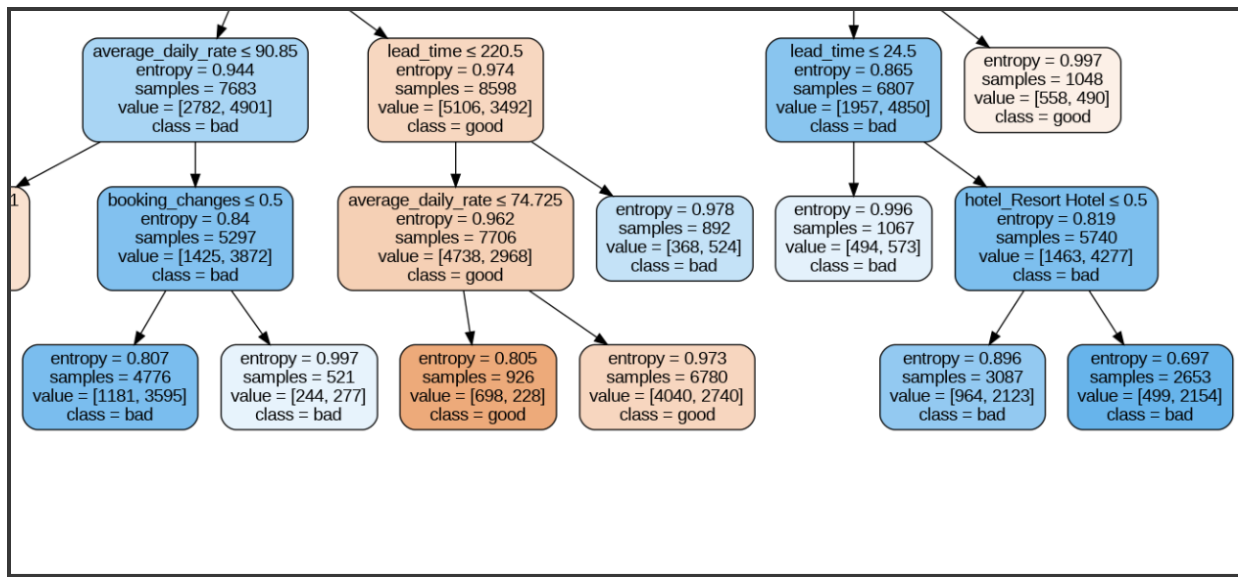 average_daily_rate ≤ 90.85
entropy = 0.944
samples = 7683
value = [2782, 4901]
class = bad
lead_time ≤ 220.5
entropy = 0.974
samples = 8598
value = [5106, 3492]
class = good
lead_time ≤ 24.5
entropy = 0.865
samples = 6807
value = [1957, 4850]
class = bad
entropy = 0.997
samples = 1048
value = [558, 490]
class = good
1
booking_changes ≤ 0.5
entropy = 0.84
samples = 5297
value = [1425, 3872]
class = bad
average_daily_rate ≤ 74.725
entropy = 0.962
samples = 7706
value = [4738, 2968]
class = good
entropy = 0.978
samples = 892
value = [368, 524]
class = bad
entropy = 0.996
samples = 1067
value = [494, 573]
class = bad
hotel_Resort Hotel ≤ 0.5
entropy = 0.819
samples = 5740
value = [1463, 4277]
class = bad
entropy = 0.807
samples = 4776
value = [1181, 3595]
class = bad
entropy = 0.997
samples = 521
value = [244, 277]
class = bad
entropy = 0.805
samples = 926
value = [698, 228]
class = good
entropy = 0.973
samples = 6780
value = [4040, 2740]
class = good
entropy = 0.896
samples = 3087
value = [964, 2123]
class = bad
entropy = 0.697
samples = 2653
value = [499, 2154]
class = bad